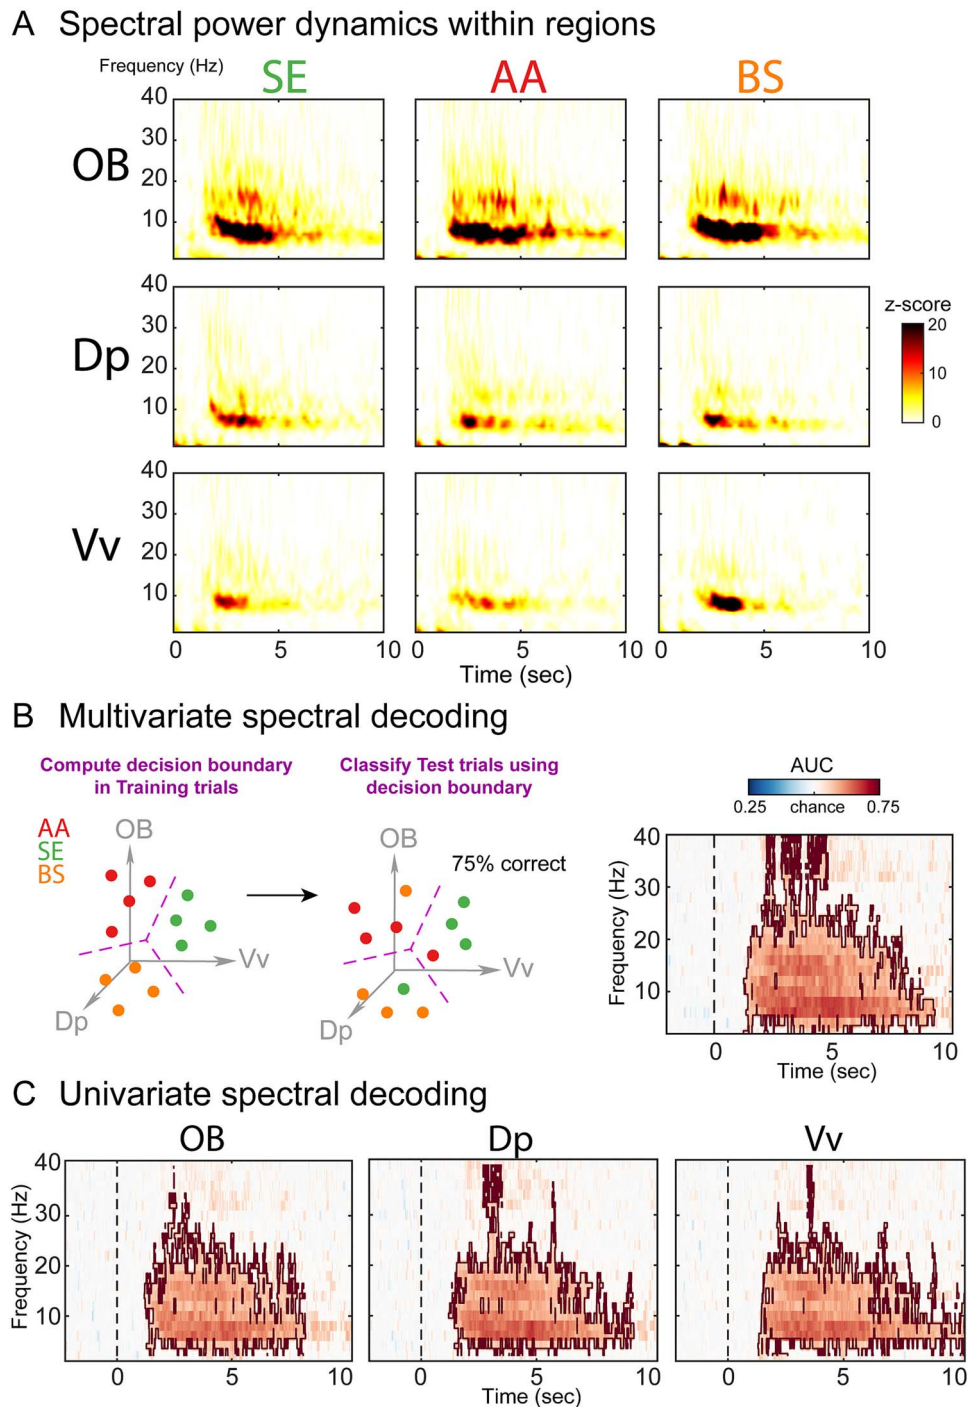 A Spectral power dynamics within regions
Frequency (Hz) SE AA BS
40
30
OB
20
10
40
30
Dp
20
10
z-score
20
10
0
40
30
Vv
20
10
0 5 10 0 5 10 0 5 10
Time (sec)
B Multivariate spectral decoding
Compute decision boundary
in Training trials
Classify Test trials using
decision boundary
AA
SE
BS
OB
Vv
Dp
OB
75% correct
Vv
Dp
AUC
0.25 chance 0.75
Frequency (Hz)
40
30
20
10
0 5 10
Time (sec)
C Univariate spectral decoding
OB Dp Vv
Frequency (Hz)
40
30
20
10
0 5 10 0 5 10 0 5 10
Time (sec)